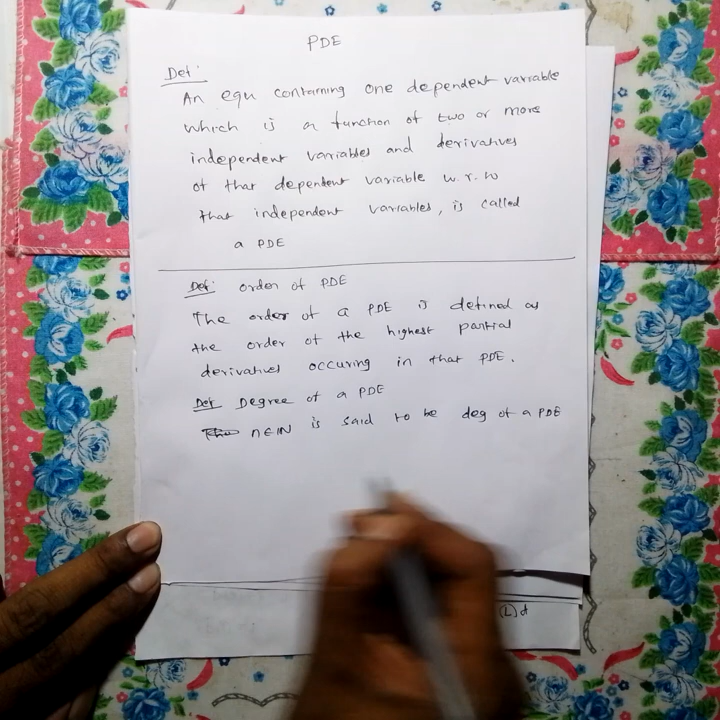 PDE
Def:
An equ containing one dependent variable
which is a function of two or more
independent variables and derivatives
of that dependent variable w.r.to
that independent variables, is called
a PDE
Def: order of PDE
The order of a PDE is defined as
the order of the highest partial
derivatives occuring in that PDE.
Def Degree of a PDE
n∈IN is said to be deg of a PDE
(L) d